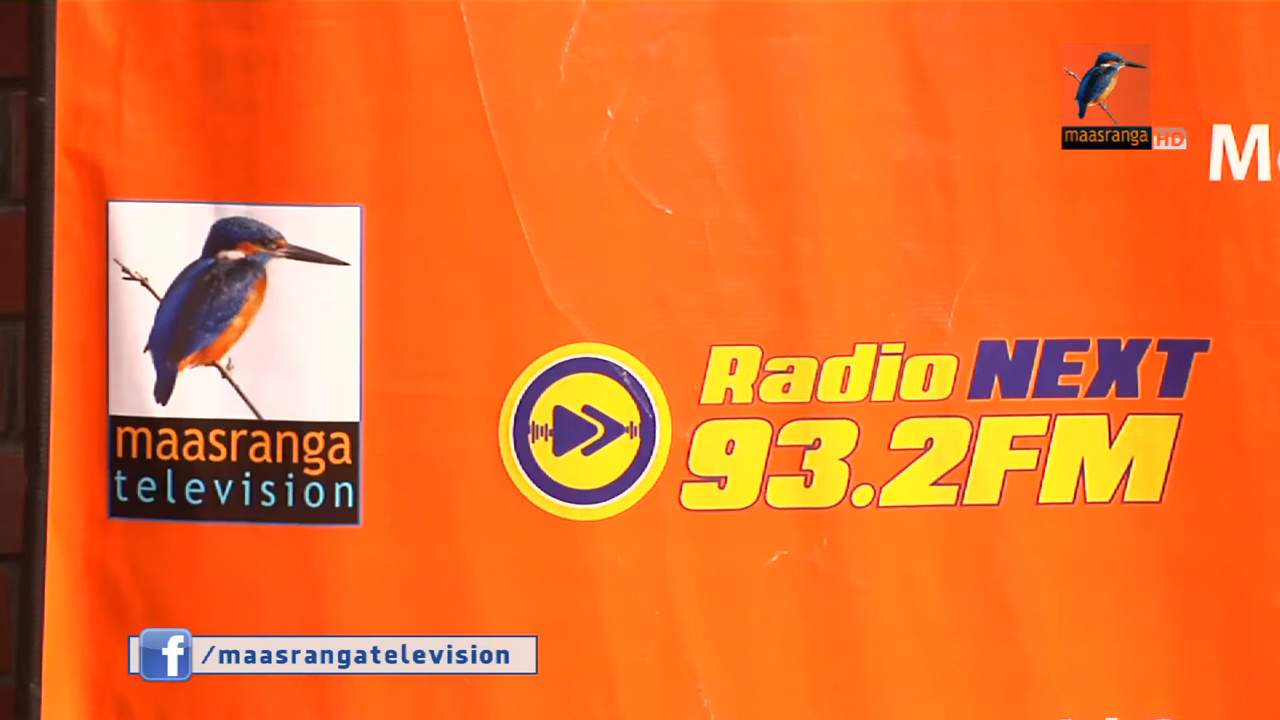 maasranga HD
maasranga
television
Radio NEXT
93.2FM
f /maasrangatelevision